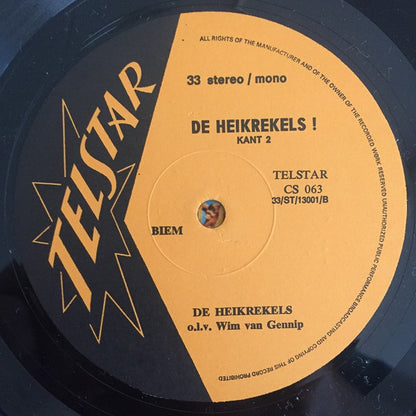 ALL RIGHTS OF THE MANUFACTURER AND OF THE OWNER OF THE RECORDED WORK RESERVED UNAUTHORIZED PUBLIC PERFORMANCE BROADCASTING AND COPYING OF THIS RECORD PROHIBITED
TELSTAR
33 stereo / mono
DE HEIKREKELS !
KANT 2
TELSTAR
CS 063
33/ST/13001/B
BIEM
DE HEIKREKELS
o.l.v. Wim van Gennip